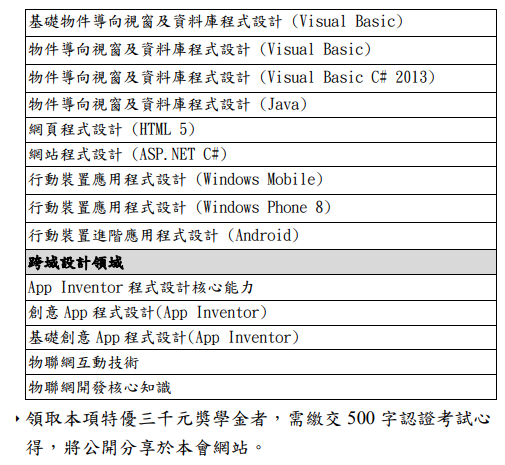 基礎物件導向視窗及資料庫程式設計 (Visual Basic)
物件導向視窗及資料庫程式設計 (Visual Basic)
物件導向視窗及資料庫程式設計 (Visual Basic C# 2013)
物件導向視窗及資料庫程式設計 (Java)
網頁程式設計 (HTML 5)
網站程式設計 (ASP.NET C#)
行動裝置應用程式設計 (Windows Mobile)
行動裝置應用程式設計 (Windows Phone 8)
行動裝置進階應用程式設計 (Android)
跨域設計領域
App Inventor 程式設計核心能力
創意 App 程式設計(App Inventor)
基礎創意 App 程式設計(App Inventor)
物聯網互動技術
物聯網開發核心知識
領取本項特優三千元獎學金者，需繳交 500 字認證考試心
得，將公開分享於本會網站。